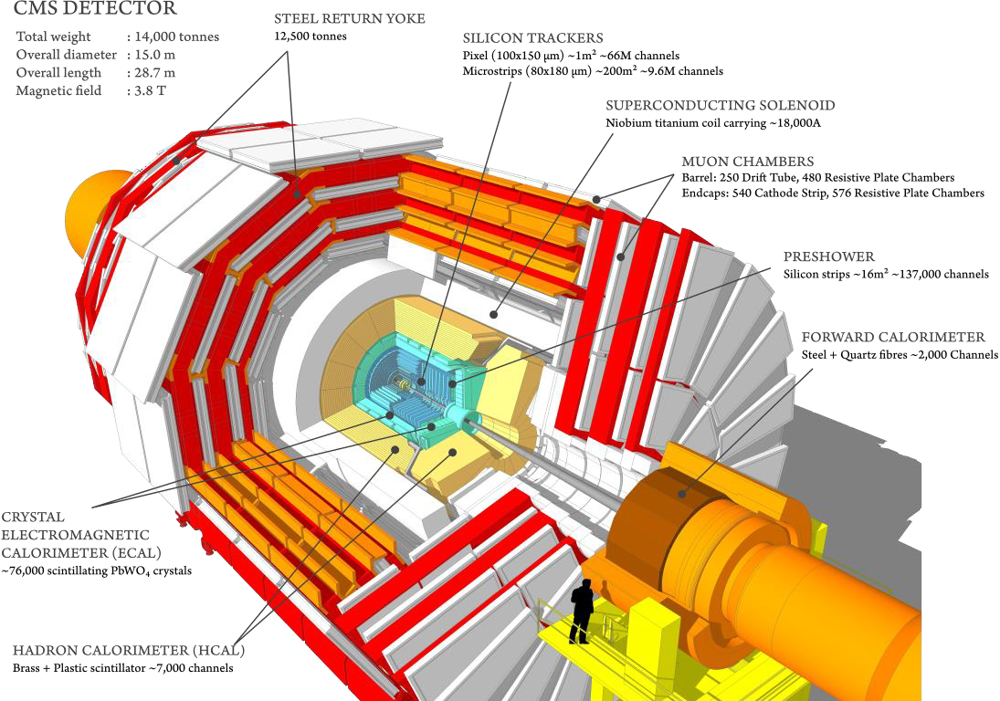 CMS DETECTOR
Total weight : 14,000 tonnes
Overall diameter : 15.0 m
Overall length : 28.7 m
Magnetic field : 3.8 T
STEEL RETURN YOKE
12,500 tonnes
SILICON TRACKERS
Pixel (100x150 μm) ~1m² ~66M channels
Microstrips (80x180 μm) ~200m² ~9.6M channels
SUPERCONDUCTING SOLENOID
Niobium titanium coil carrying ~18,000A
MUON CHAMBERS
Barrel: 250 Drift Tube, 480 Resistive Plate Chambers
Endcaps: 540 Cathode Strip, 576 Resistive Plate Chambers
PRESHOWER
Silicon strips ~16m² ~137,000 channels
FORWARD CALORIMETER
Steel + Quartz fibres ~2,000 Channels
CRYSTAL
ELECTROMAGNETIC
CALORIMETER (ECAL)
~76,000 scintillating PbWO₄ crystals
HADRON CALORIMETER (HCAL)
Brass + Plastic scintillator ~7,000 channels